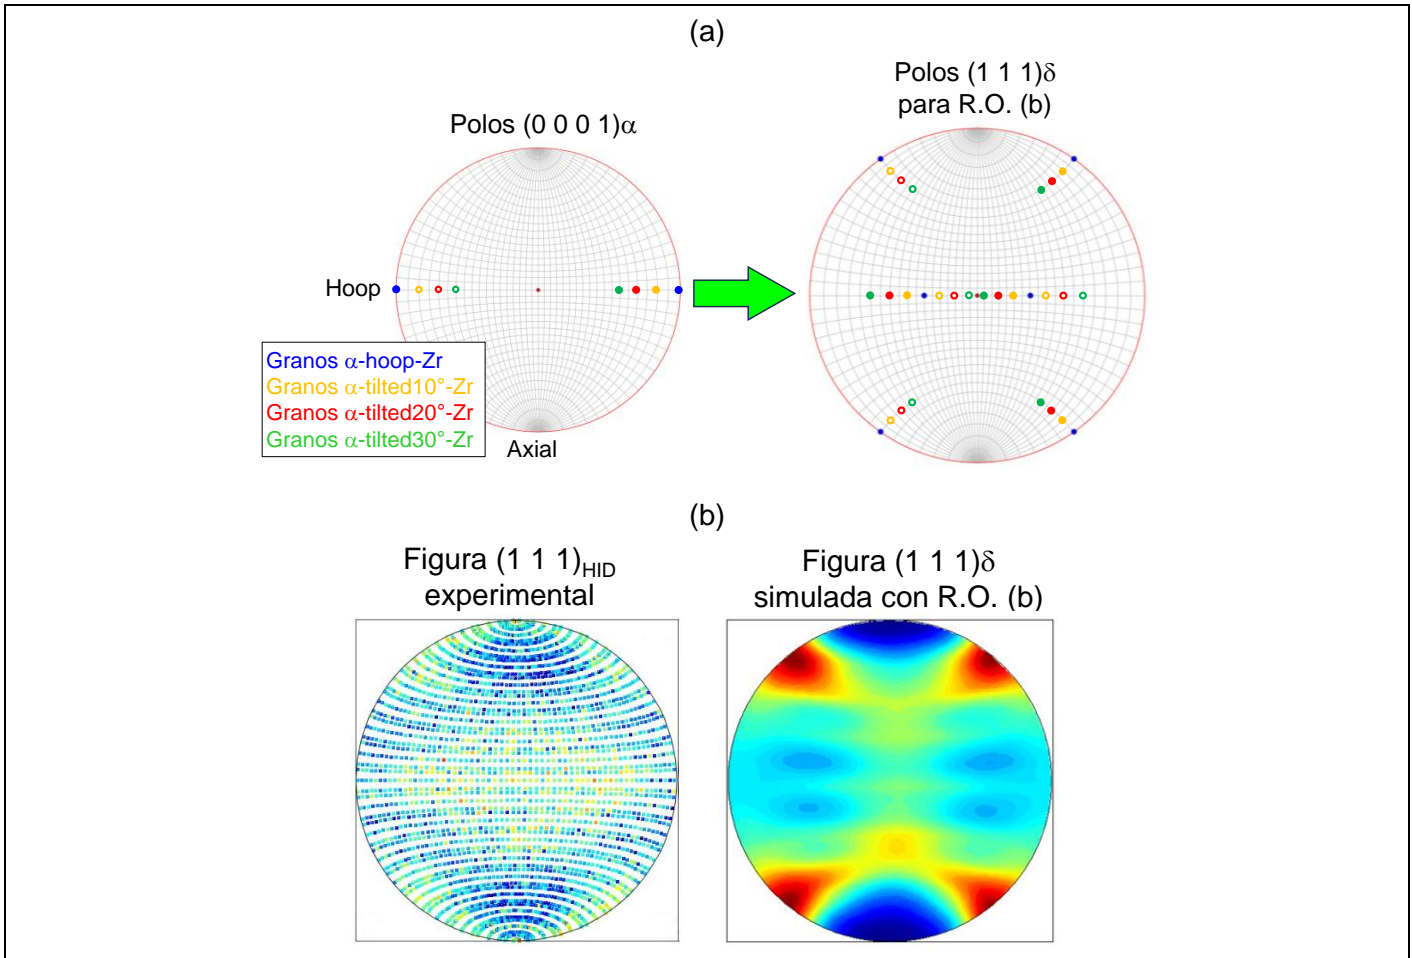 (a)
Polos (0 0 0 1)α
Polos (1 1 1)δ
para R.O. (b)
Hoop
Granos α-hoop-Zr
Granos α-tilted10°-Zr
Granos α-tilted20°-Zr
Granos α-tilted30°-Zr
Axial
(b)
Figura (1 1 1)HID
experimental
Figura (1 1 1)δ
simulada con R.O. (b)